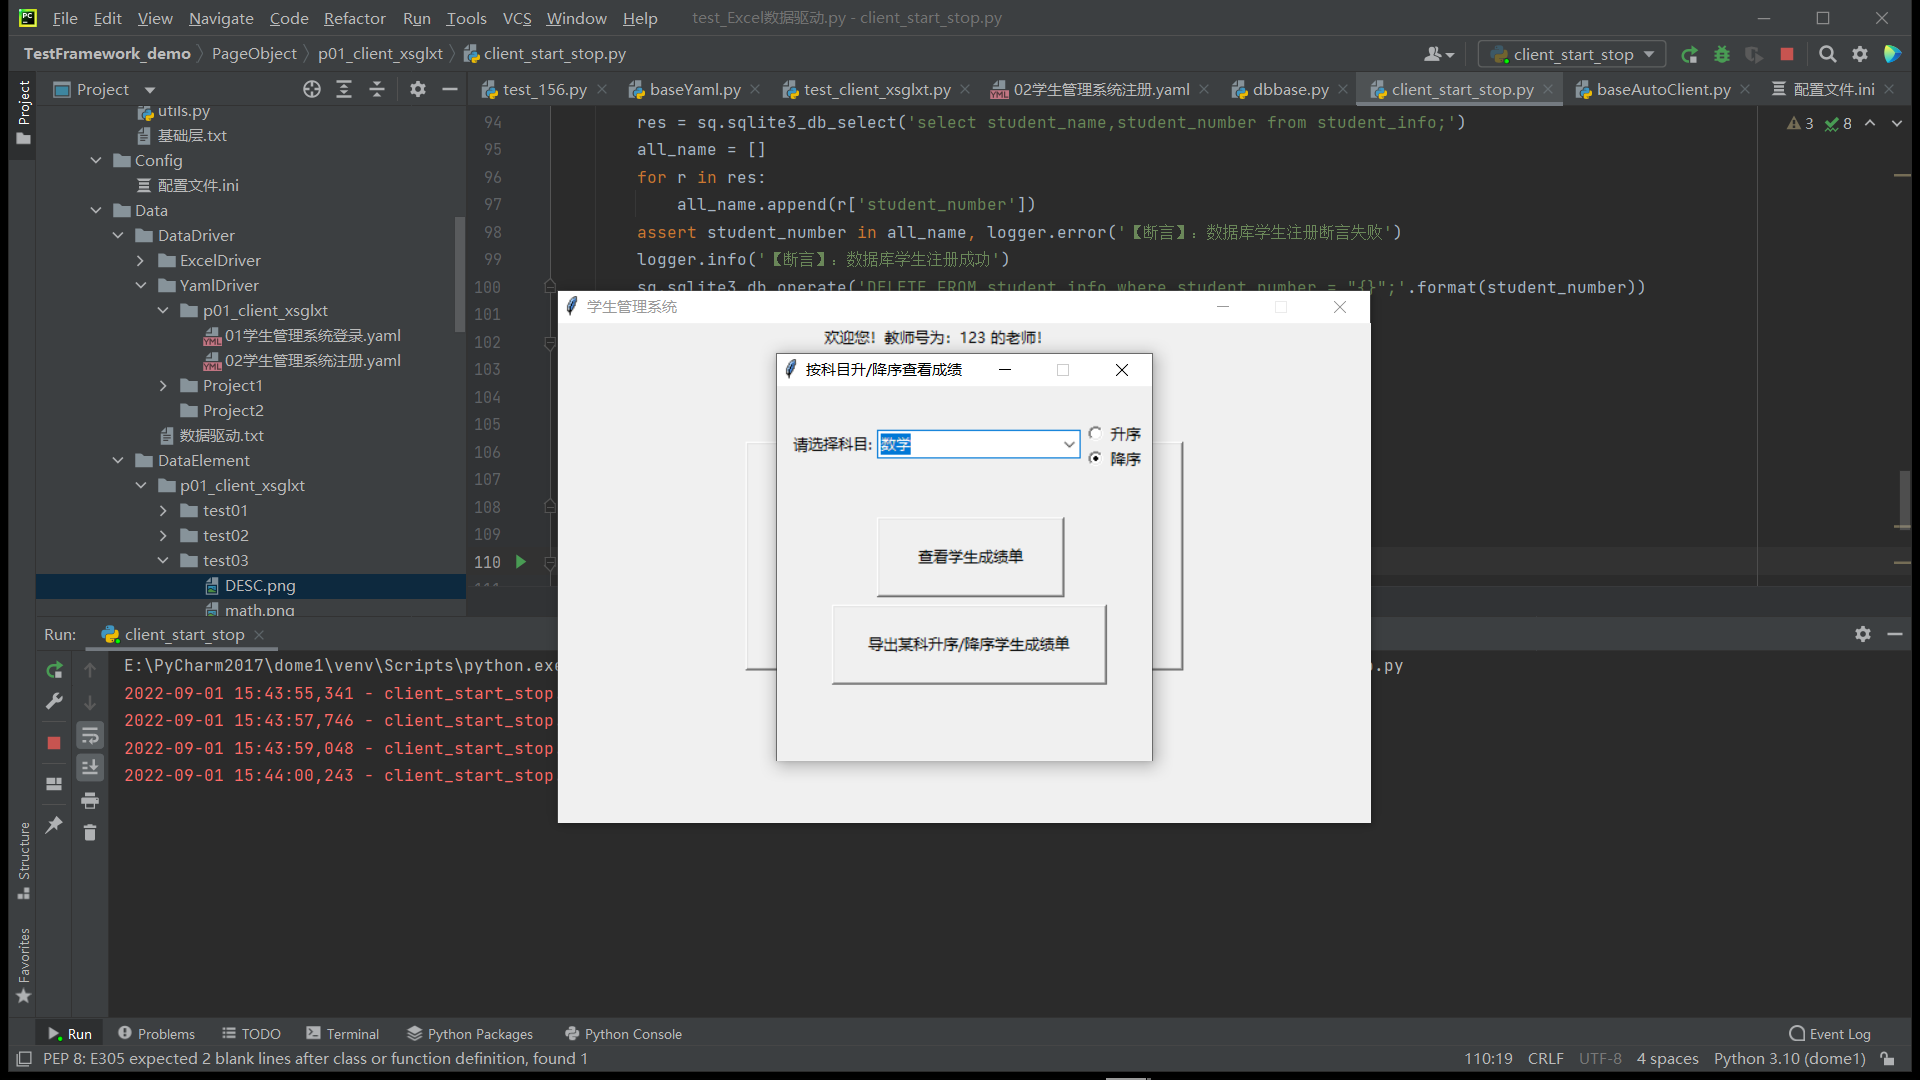 File Edit View Navigate Code Refactor Run Tools VCS Window Help test_Excel数据驱动.py - client_start_stop.py
TestFramework_demo PageObject p01_client_xsglxt client_start_stop.py
client_start_stop
Project
test_156.py baseYaml.py test_client_xsglxt.py 02学生管理系统注册.yaml dbbase.py client_start_stop.py baseAutoClient.py 配置文件.ini
Project
utils.py
基础层.txt
Config
配置文件.ini
Data
DataDriver
ExcelDriver
YamlDriver
p01_client_xsglxt
01学生管理系统登录.yaml
02学生管理系统注册.yaml
Project1
Project2
数据驱动.txt
DataElement
p01_client_xsglxt
test01
test02
test03
DESC.png
math.png
3 8
94 res = sq.sqlite3_db_select('select student_name,student_number from student_info;')
95 all_name = []
96 for r in res:
97 all_name.append(r['student_number'])
98 assert student_number in all_name, logger.error('【断言】:数据库学生注册断言失败')
99 logger.info('【断言】:数据库学生注册成功')
100 sq.sqlite3_db_operate('DELETE FROM student_info where student_number = "{}";'.format(student_number))
101
102
103
104
105
106
107
108
109
110
学生管理系统
欢迎您! 教师号为: 123 的老师!
按科目升/降序查看成绩
请选择科目: 数学
升序
降序
查看学生成绩单
导出某科升序/降序学生成绩单
Run: client_start_stop
E:\PyCharm2017\dome1\venv\Scripts\python.exe .py
2022-09-01 15:43:55,341 - client_start_stop
2022-09-01 15:43:57,746 - client_start_stop
2022-09-01 15:43:59,048 - client_start_stop
2022-09-01 15:44:00,243 - client_start_stop
Structure
Favorites
Run Problems TODO Terminal Python Packages Python Console Event Log
PEP 8: E305 expected 2 blank lines after class or function definition, found 1
110:19 CRLF UTF-8 4 spaces Python 3.10 (dome1)